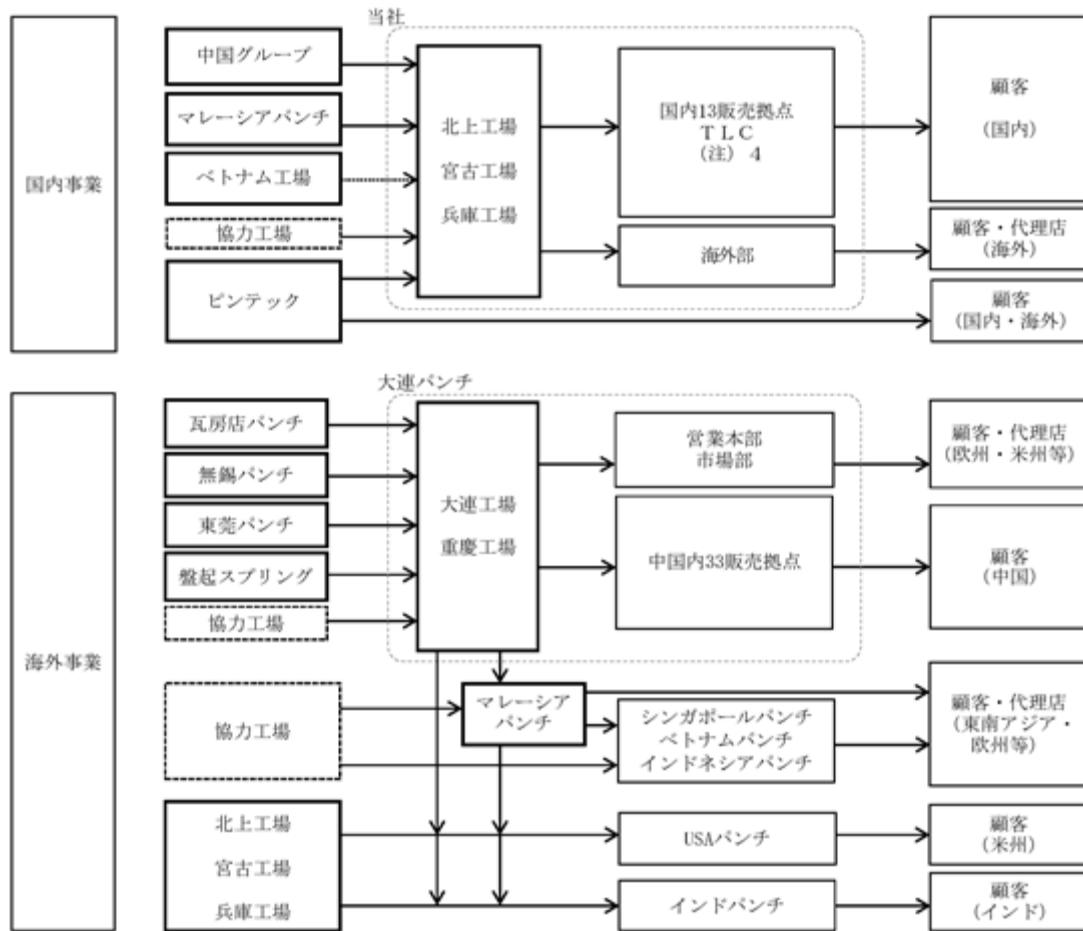 当社
国内事業
中国グループ
マレーシアパンチ
ベトナム工場
協力工場
ピンテック
北上工場
宮古工場
兵庫工場
国内13販売拠点
TLC
(注)4
海外部
顧客
(国内)
顧客・代理店
(海外)
顧客
(国内・海外)
大連パンチ
海外事業
瓦房店パンチ
無錫パンチ
東莞パンチ
盤起スプリング
協力工場
大連工場
重慶工場
営業本部
市場部
中国内33販売拠点
顧客・代理店
(欧州・米州等)
顧客
(中国)
協力工場
マレーシア
パンチ
シンガポールパンチ
ベトナムパンチ
インドネシアパンチ
顧客・代理店
(東南アジア・
欧州等)
北上工場
宮古工場
兵庫工場
USAパンチ
インドパンチ
顧客
(米州)
顧客
(インド)